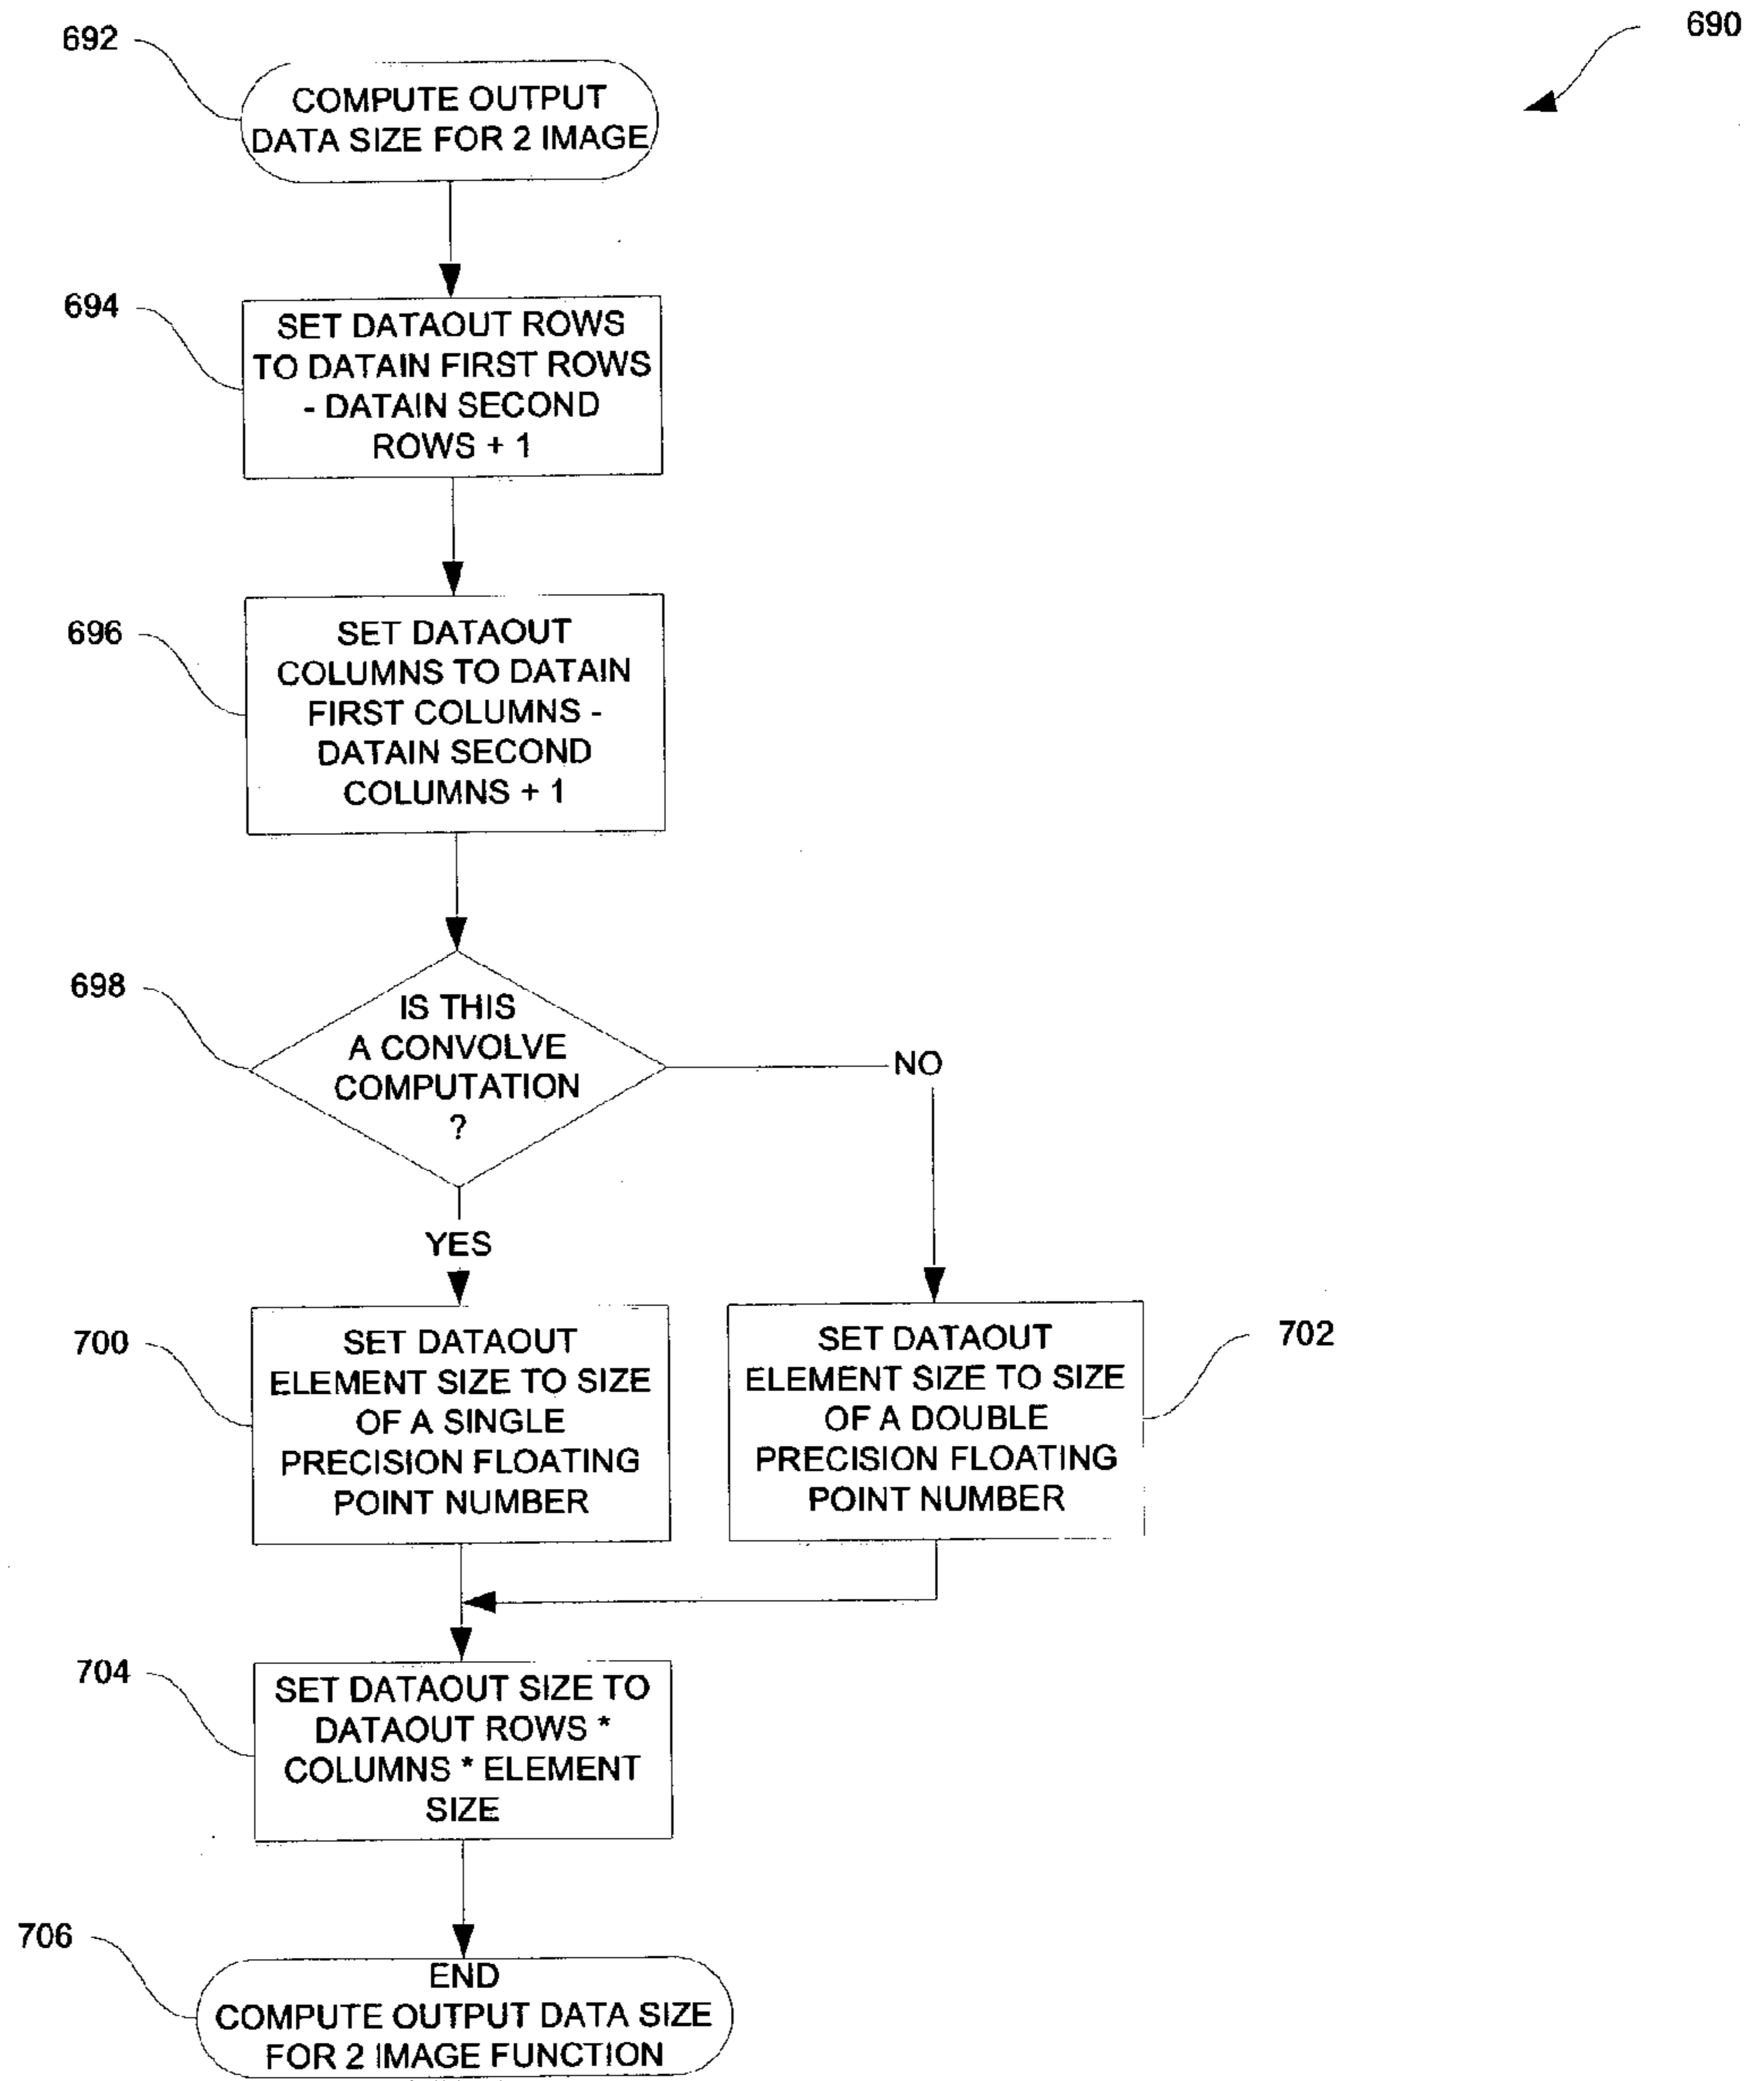 692
690
COMPUTE OUTPUT
DATA SIZE FOR 2 IMAGE
694
SET DATAOUT ROWS
TO DATAIN FIRST ROWS
- DATAIN SECOND
ROWS + 1
696
SET DATAOUT
COLUMNS TO DATAIN
FIRST COLUMNS -
DATAIN SECOND
COLUMNS + 1
698
IS THIS
A CONVOLVE
COMPUTATION
?
NO
YES
700
SET DATAOUT
ELEMENT SIZE TO SIZE
OF A SINGLE
PRECISION FLOATING
POINT NUMBER
702
SET DATAOUT
ELEMENT SIZE TO SIZE
OF A DOUBLE
PRECISION FLOATING
POINT NUMBER
704
SET DATAOUT SIZE TO
DATAOUT ROWS *
COLUMNS * ELEMENT
SIZE
706
END
COMPUTE OUTPUT DATA SIZE
FOR 2 IMAGE FUNCTION